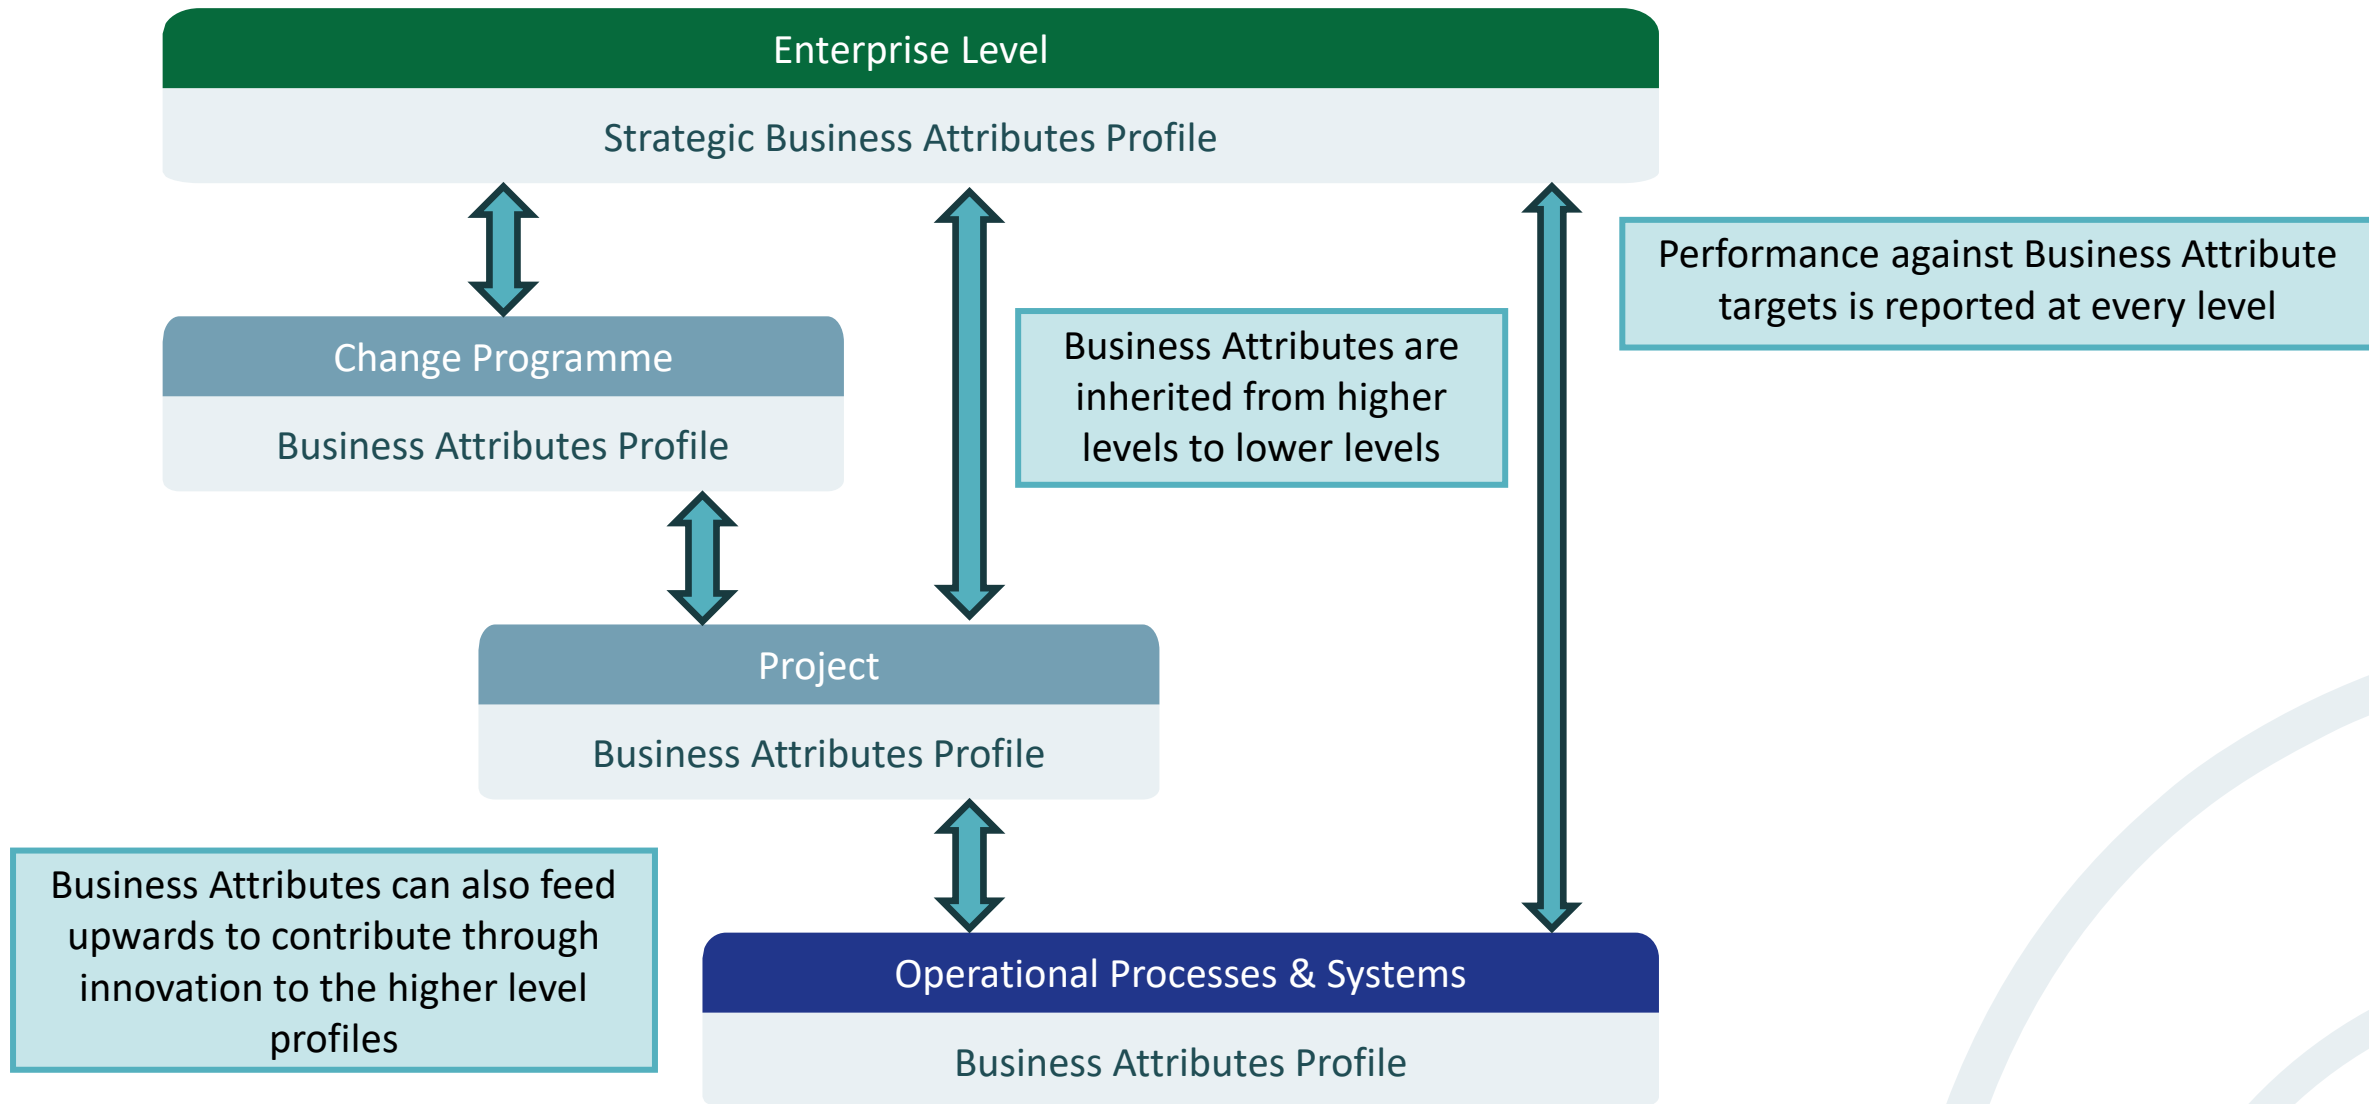 Enterprise Level
Strategic Business Attributes Profile
Performance against Business Attribute
targets is reported at every level
Change Programme
Business Attributes Profile
Business Attributes are
inherited from higher
levels to lower levels
Project
Business Attributes Profile
Business Attributes can also feed
upwards to contribute through
innovation to the higher level
profiles
Operational Processes & Systems
Business Attributes Profile